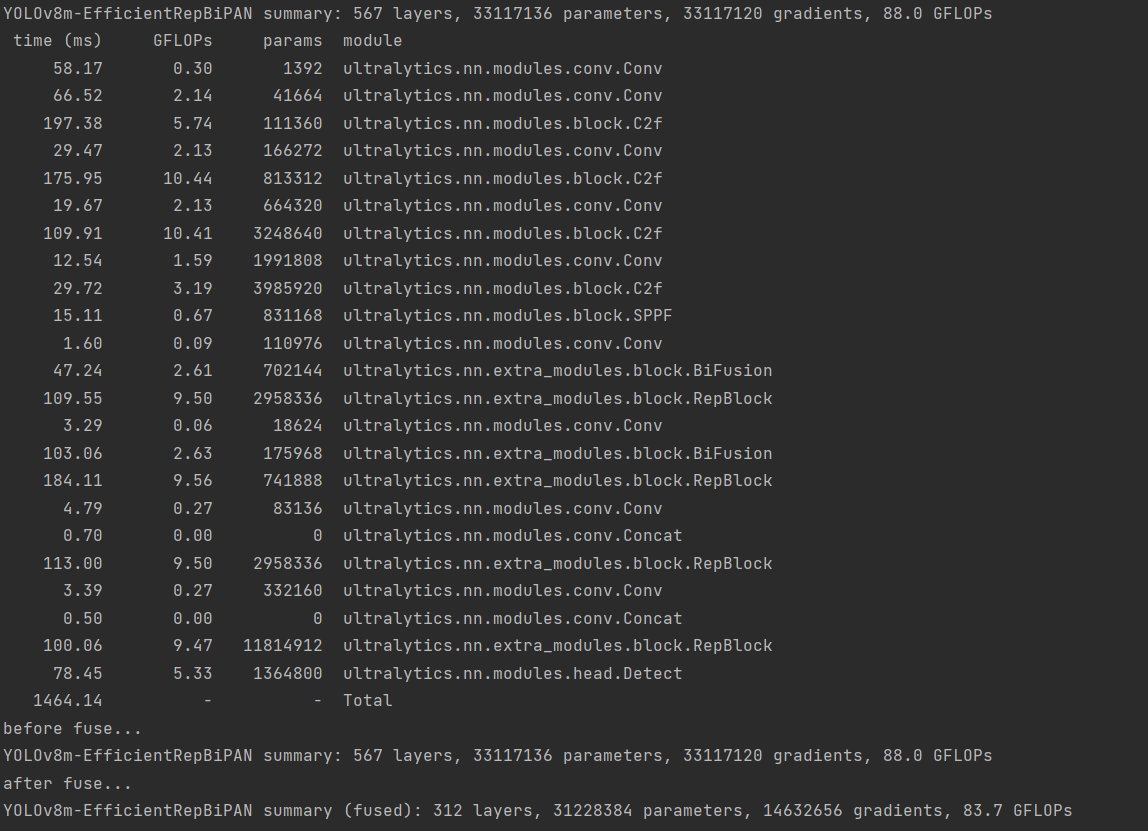 YOLOv8m-EfficientRepBiPAN summary: 567 layers, 33117136 parameters, 33117120 gradients, 88.0 GFLOPs
time (ms) GFLOPs params module
58.17 0.30 1392 ultralytics.nn.modules.conv.Conv
66.52 2.14 41664 ultralytics.nn.modules.conv.Conv
197.38 5.74 111360 ultralytics.nn.modules.block.C2f
29.47 2.13 166272 ultralytics.nn.modules.conv.Conv
175.95 10.44 813312 ultralytics.nn.modules.block.C2f
19.67 2.13 664320 ultralytics.nn.modules.conv.Conv
109.91 10.41 3248640 ultralytics.nn.modules.block.C2f
12.54 1.59 1991808 ultralytics.nn.modules.conv.Conv
29.72 3.19 3985920 ultralytics.nn.modules.block.C2f
15.11 0.67 831168 ultralytics.nn.modules.block.SPPF
1.60 0.09 110976 ultralytics.nn.modules.conv.Conv
47.24 2.61 702144 ultralytics.nn.extra_modules.block.BiFusion
109.55 9.50 2958336 ultralytics.nn.extra_modules.block.RepBlock
3.29 0.06 18624 ultralytics.nn.modules.conv.Conv
103.06 2.63 175968 ultralytics.nn.extra_modules.block.BiFusion
184.11 9.56 741888 ultralytics.nn.extra_modules.block.RepBlock
4.79 0.27 83136 ultralytics.nn.modules.conv.Conv
0.70 0.00 0 ultralytics.nn.modules.conv.Concat
113.00 9.50 2958336 ultralytics.nn.extra_modules.block.RepBlock
3.39 0.27 332160 ultralytics.nn.modules.conv.Conv
0.50 0.00 0 ultralytics.nn.modules.conv.Concat
100.06 9.47 11814912 ultralytics.nn.extra_modules.block.RepBlock
78.45 5.33 1364800 ultralytics.nn.modules.head.Detect
1464.14 - - Total
before fuse...
YOLOv8m-EfficientRepBiPAN summary: 567 layers, 33117136 parameters, 33117120 gradients, 88.0 GFLOPs
after fuse...
YOLOv8m-EfficientRepBiPAN summary (fused): 312 layers, 31228384 parameters, 14632656 gradients, 83.7 GFLOPs